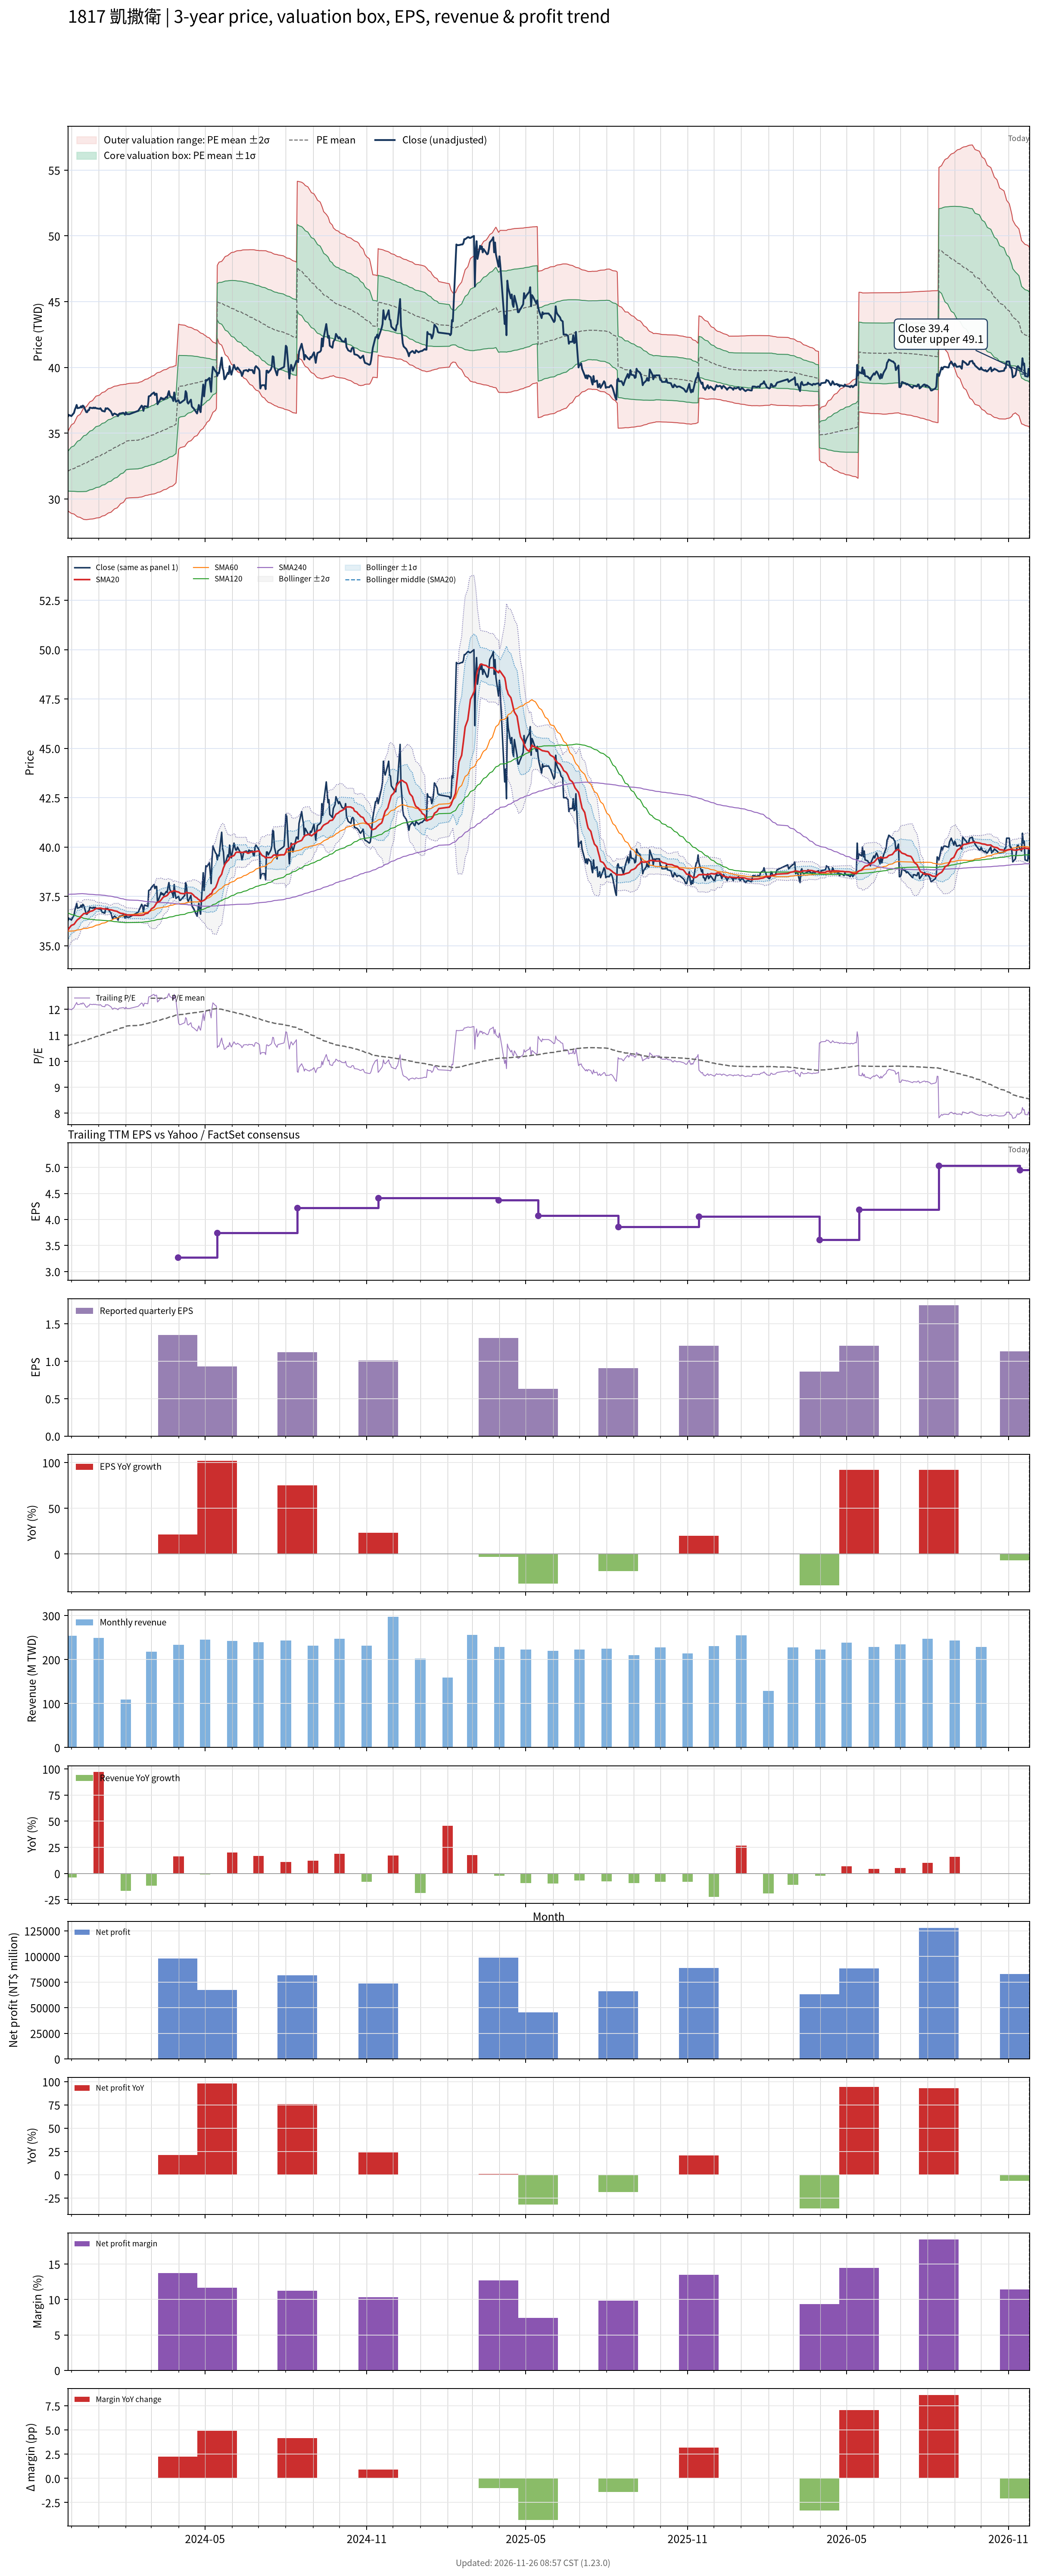 1817 凱撒衛 | 3-year price, valuation box, EPS, revenue & profit trend
Outer valuation range: PE mean ±2σ
Core valuation box: PE mean ±1σ
PE mean
Close (unadjusted)
Today
Price (TWD)
55
50
45
40
35
30
Close 39.4
Outer upper 49.1
Close (same as panel 1)
SMA20
SMA60
SMA120
SMA240
Bollinger ±2σ
Bollinger ±1σ
Bollinger middle (SMA20)
Price
52.5
50.0
47.5
45.0
42.5
40.0
37.5
35.0
Trailing P/E
P/E mean
P/E
12
11
10
9
8
Trailing TTM EPS vs Yahoo / FactSet consensus
Today
EPS
5.0
4.5
4.0
3.5
3.0
Reported quarterly EPS
EPS
1.5
1.0
0.5
0.0
EPS YoY growth
YoY (%)
100
50
0
Monthly revenue
Revenue (M TWD)
300
200
100
0
Revenue YoY growth
YoY (%)
100
75
50
25
0
-25
Month
Net profit
Net profit (NT$ million)
125000
100000
75000
50000
25000
0
Net profit YoY
YoY (%)
100
75
50
25
0
-25
Net profit margin
Margin (%)
15
10
5
0
Margin YoY change
Δ margin (pp)
7.5
5.0
2.5
0.0
-2.5
2024-05
2024-11
2025-05
2025-11
2026-05
2026-11
Updated: 2026-11-26 08:57 CST (1.23.0)